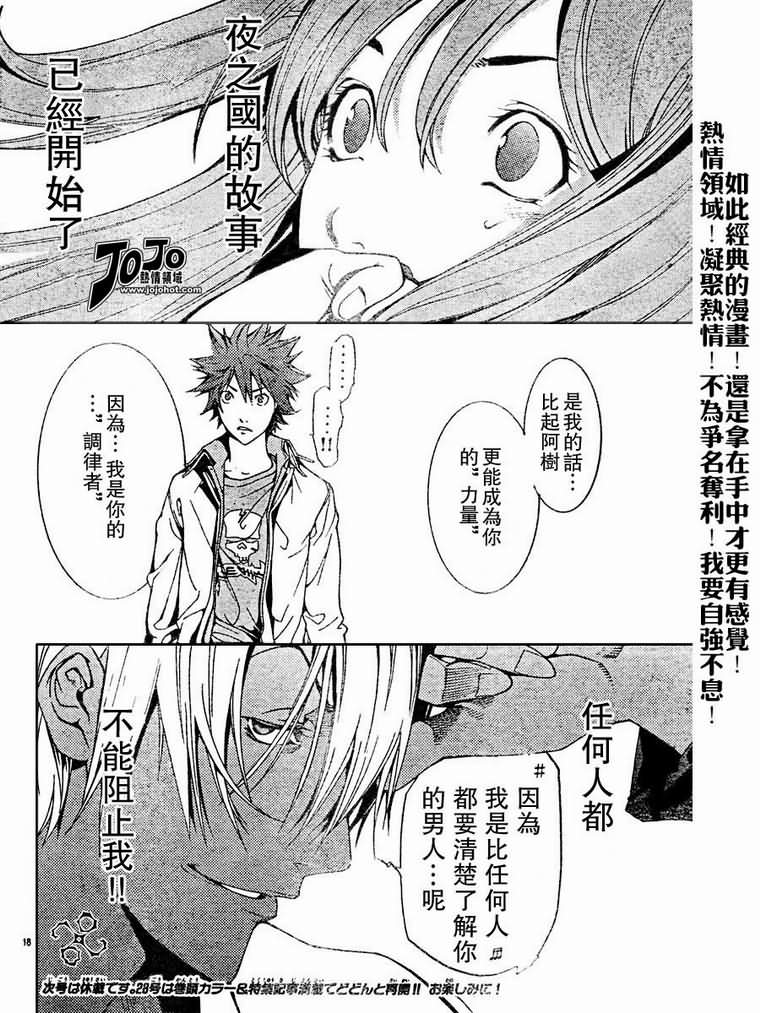 夜之國的故事
已經開始了
JOJO
熱情領域
www.jojohot.com
如此經典的漫畫！還是拿在手中才更有感覺！
熱情領域！凝聚熱情！不為爭名奪利！我要自強不息！
是我的話…
比起阿樹
更能成為你
的”力量”
……
……!!
因為…我是你的
…”調律者”
任何人都
#因為
我是比任何人
都要清楚了解你
的男人…呢♬
不能阻止我!!
18
次号は休載です。28号は巻頭カラー&特集記事満載でどどんと再開!! お楽しみに!